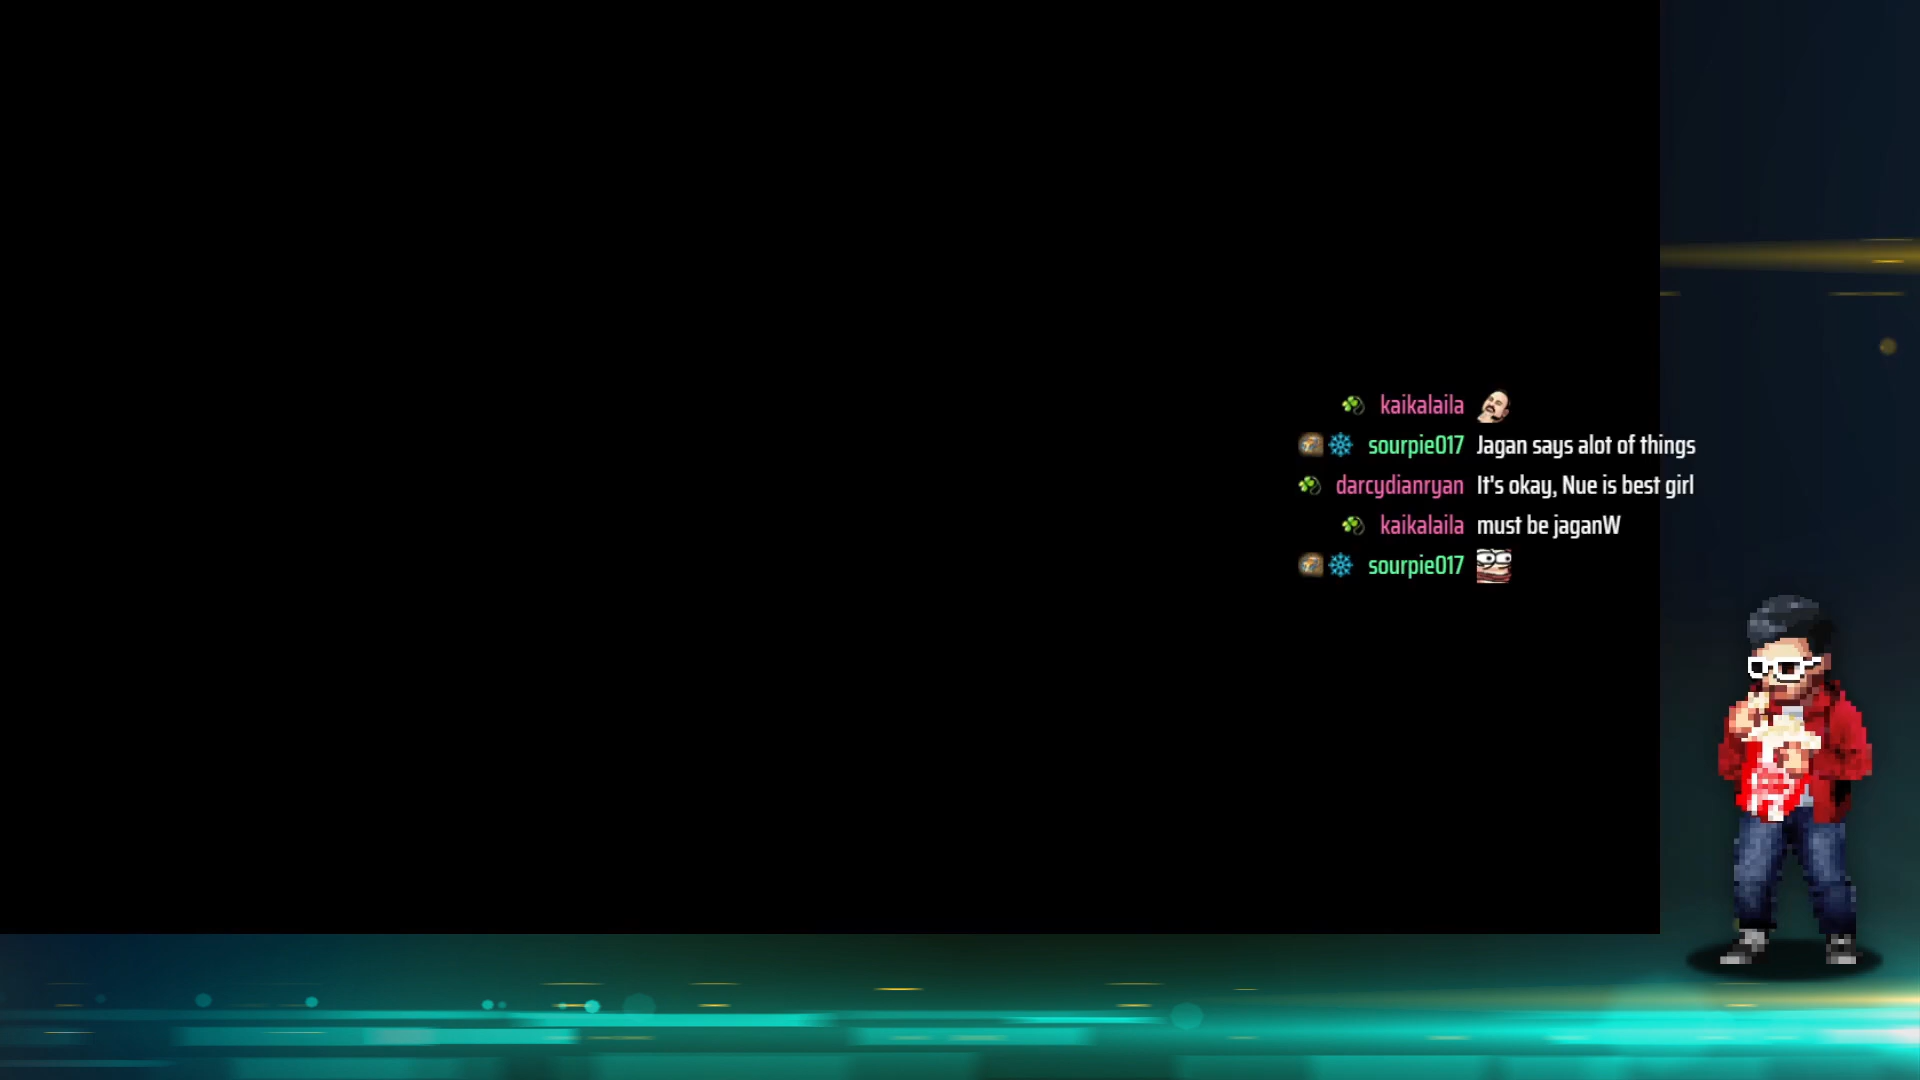 kaikalaila
sourpie017 Jagan says alot of things
darcydianryan It's okay, Nue is best girl
kaikalaila must be jaganW
sourpie017